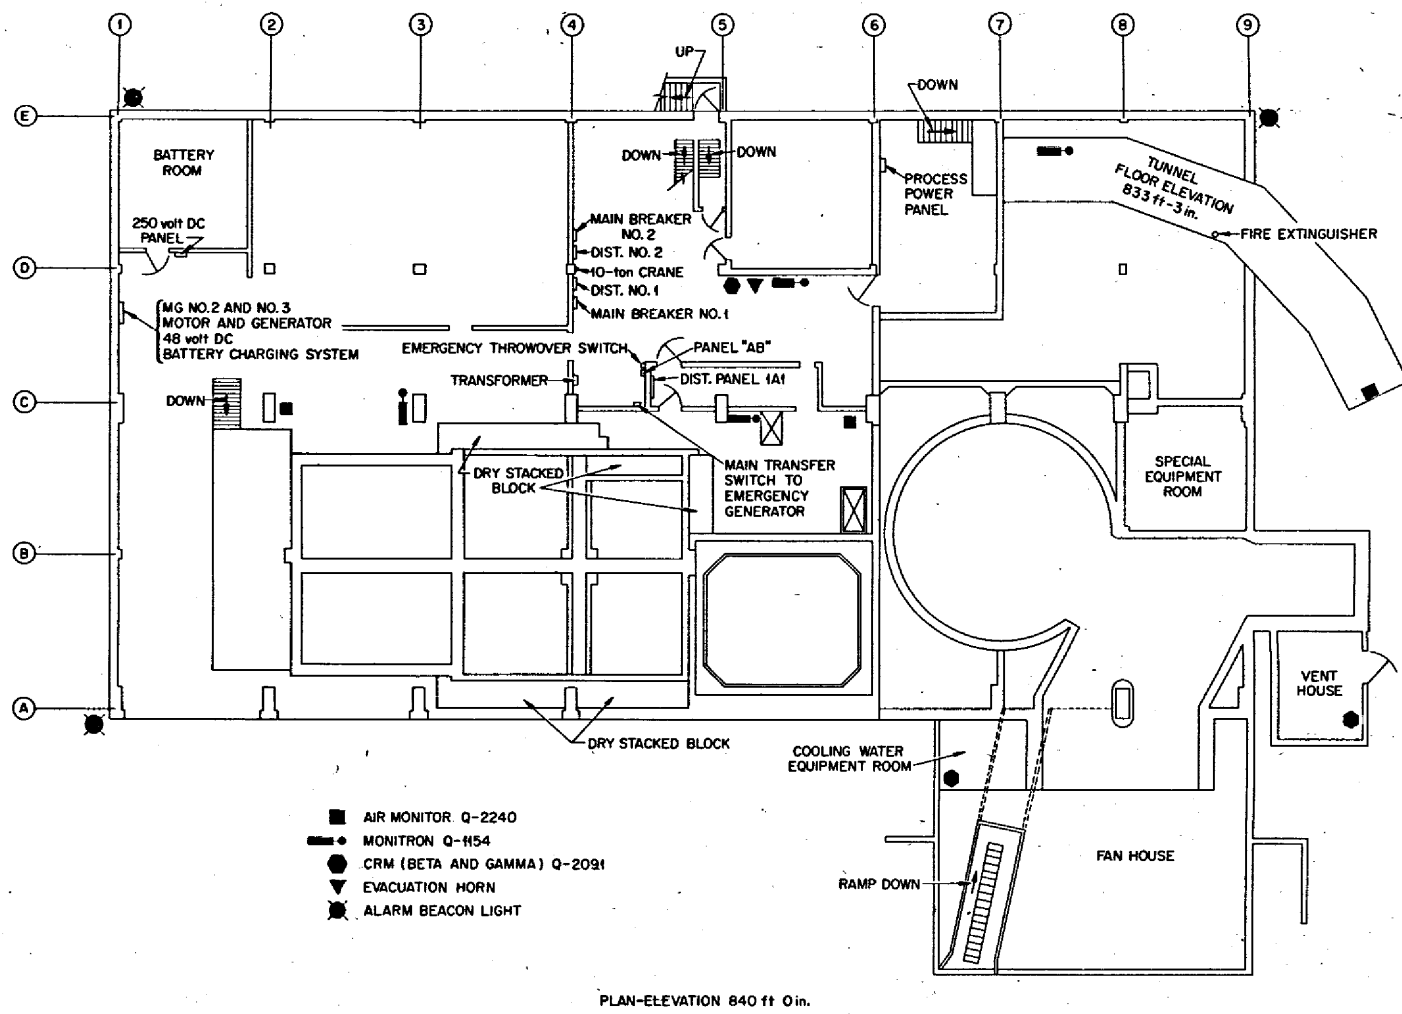 1 2 3 4 5 6 7 8 9
UP
DOWN
E
BATTERY
ROOM
DOWN
DOWN
PROCESS
POWER
PANEL
TUNNEL
FLOOR ELEVATION
833 ft-3 in.
250 volt DC
PANEL
MAIN BREAKER
NO. 2
DIST. NO. 2
FIRE EXTINGUISHER
D
10-ton CRANE
DIST. NO. 1
MAIN BREAKER NO. 1
MG NO. 2 AND NO. 3
MOTOR AND GENERATOR
48 volt DC
BATTERY CHARGING SYSTEM
EMERGENCY THROWOVER SWITCH
PANEL "AB"
TRANSFORMER
DIST. PANEL 1A1
C
DOWN
DRY STACKED
BLOCK
MAIN TRANSFER
SWITCH TO
EMERGENCY
GENERATOR
SPECIAL
EQUIPMENT
ROOM
B
VENT
HOUSE
A
DRY STACKED BLOCK
COOLING WATER
EQUIPMENT ROOM
AIR MONITOR Q-2240
MONITRON Q-1154
CRM (BETA AND GAMMA) Q-2091
EVACUATION HORN
ALARM BEACON LIGHT
FAN HOUSE
RAMP DOWN
PLAN-ELEVATION 840 ft 0 in.